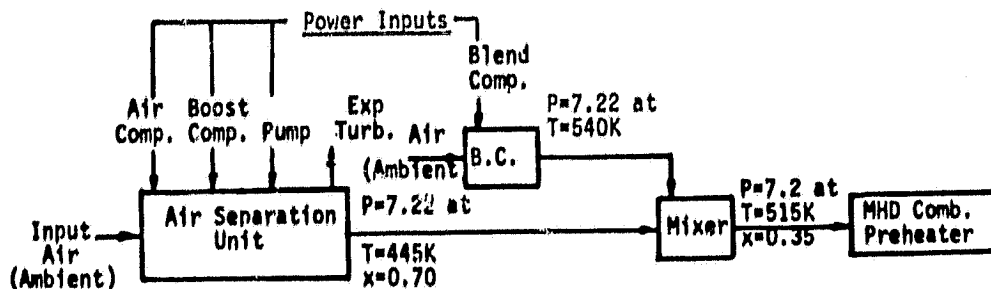 Power Inputs
Blend
Comp.
Air
Comp.
Boost
Comp.
Pump
Exp
Turb.
Air
(Ambient
B.C.
P=7.22 at
T=540K
Input
Air
(Ambient)
Air Separation
Unit
P=7.22 at
T=445K
x=0.70
Mixer
P=7.2 at
T=515K
x=0.35
MHD Comb.
Preheater